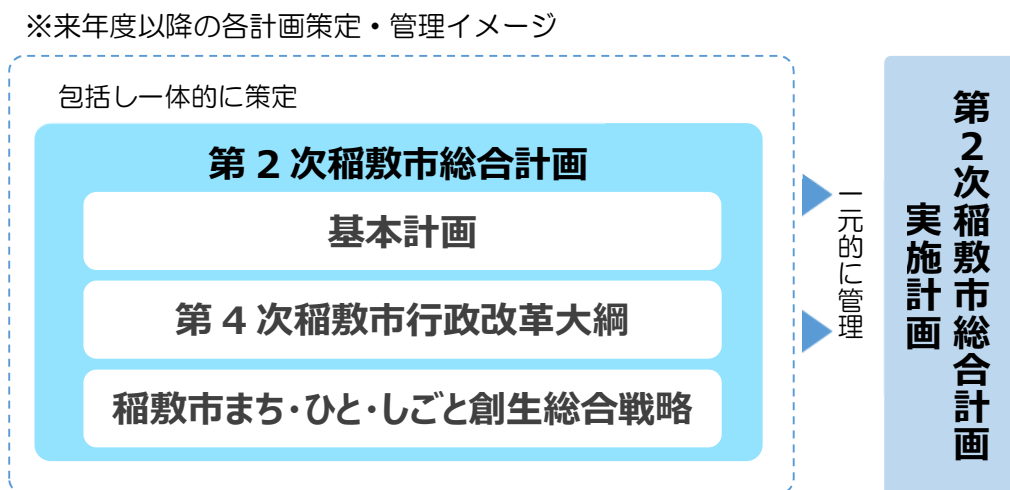 ※来年度以降の各計画策定・管理イメージ
包括し一体的に策定
第２次稲敷市総合計画
基本計画
第４次稲敷市行政改革大綱
稲敷市まち・ひと・しごと創生総合戦略
一元的に管理
第２次稲敷市総合計画
実施計画